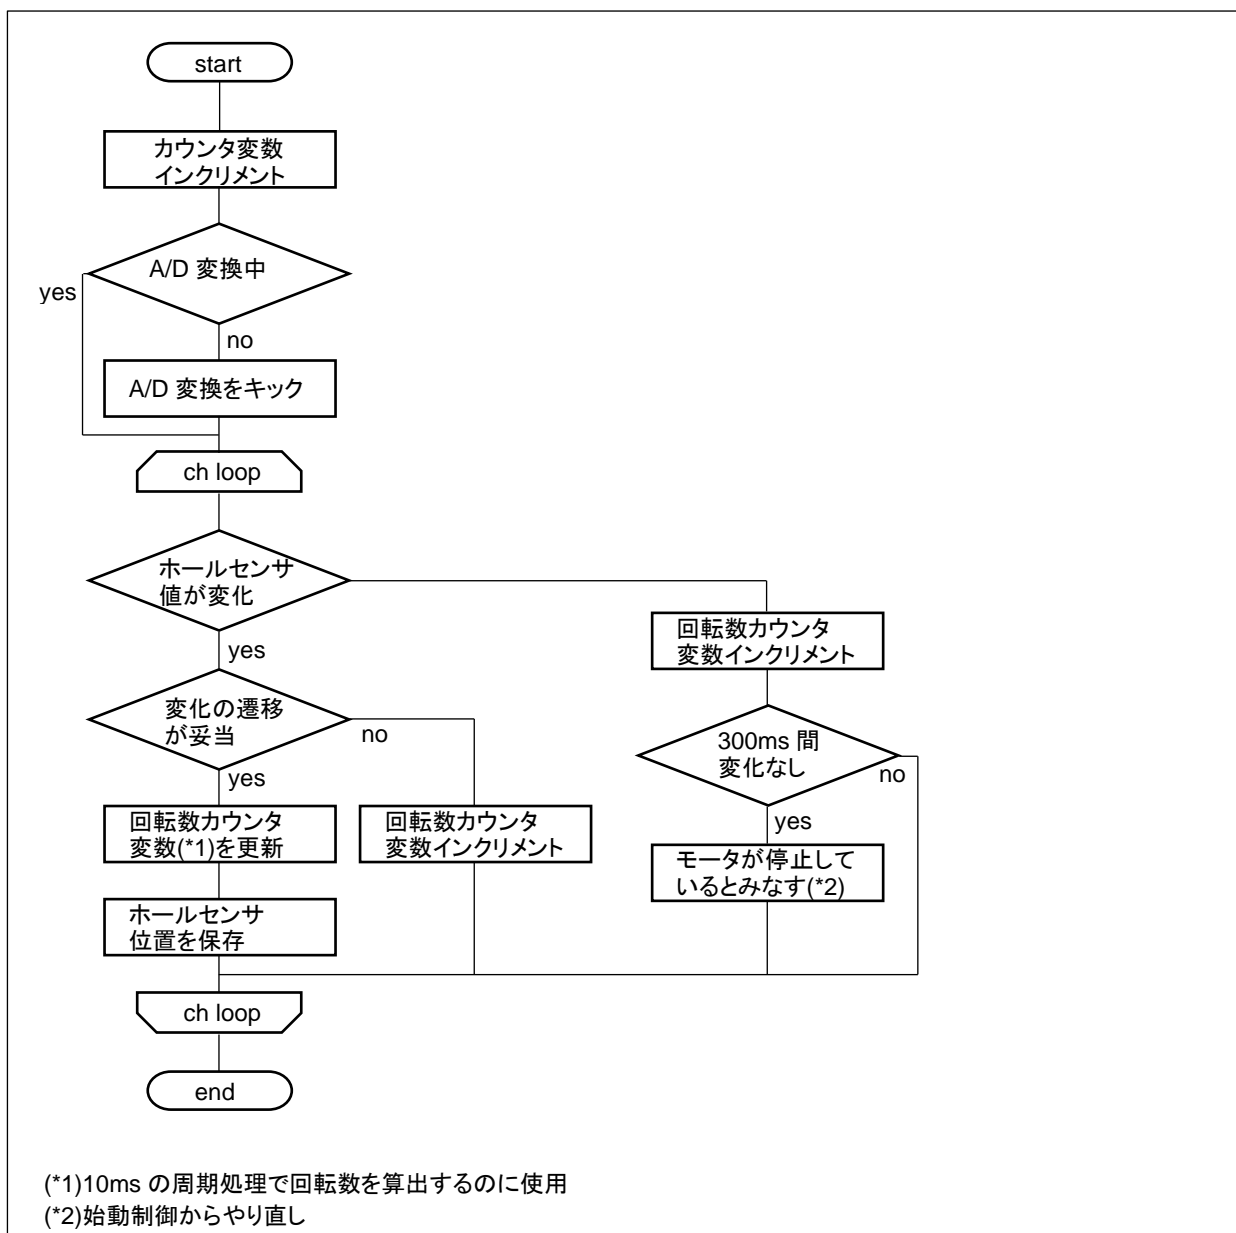 start
カウンタ変数
インクリメント
A/D 変換中
yes
no
A/D 変換をキック
ch loop
ホールセンサ
値が変化
yes
回転数カウンタ
変数インクリメント
変化の遷移
が妥当
no
yes
300ms 間
変化なし
no
yes
回転数カウンタ
変数(*1)を更新
回転数カウンタ
変数インクリメント
モータが停止して
いるとみなす(*2)
ホールセンサ
位置を保存
ch loop
end
(*1)10ms の周期処理で回転数を算出するのに使用
(*2)始動制御からやり直し